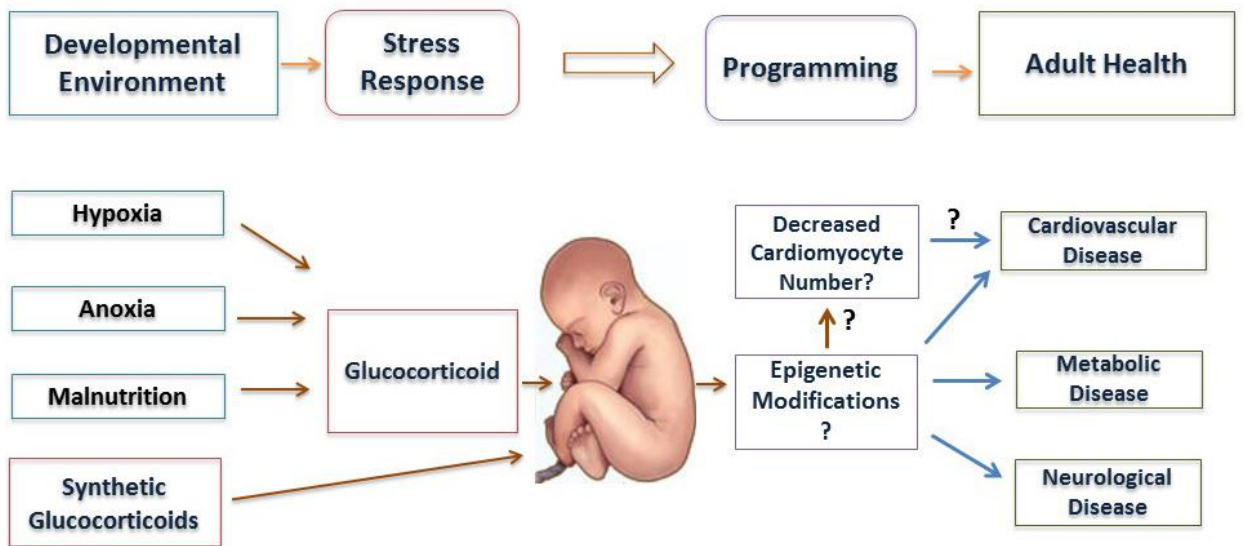 Developmental
Environment
Stress
Response
Programming
Adult Health
Hypoxia
Anoxia
Malnutrition
Synthetic
Glucocorticoids
Glucocorticoid
Decreased
Cardiomyocyte
Number?
?
?
Epigenetic
Modifications
?
Cardiovascular
Disease
Metabolic
Disease
Neurological
Disease